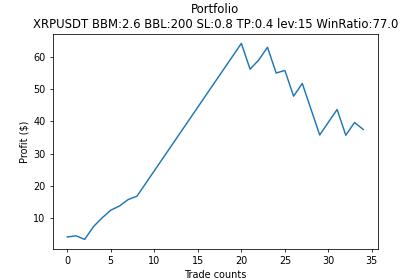 Portfolio
XRPUSDT BBM:2.6 BBL:200 SL:0.8 TP:0.4 lev:15 WinRatio:77.0
60
50
40
30
20
10
Profit ($)
0 5 10 15 20 25 30 35
Trade counts